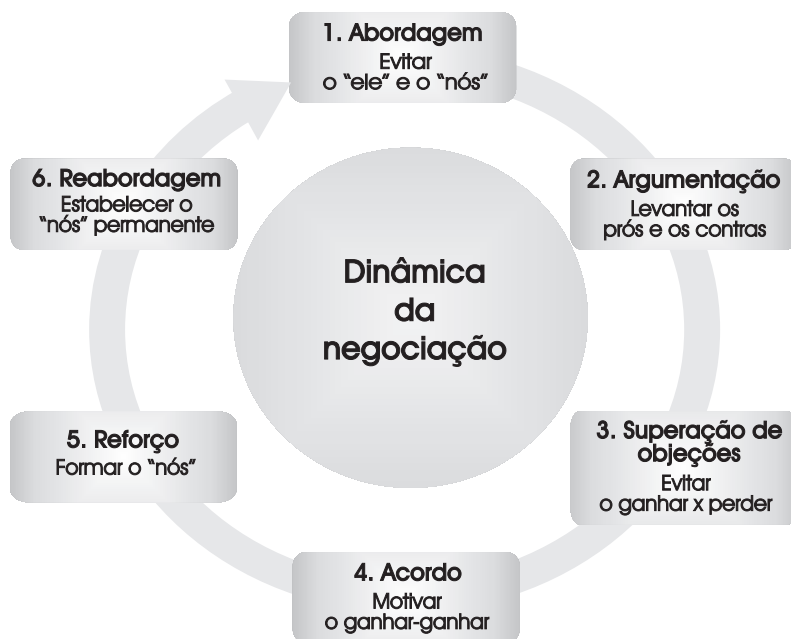 1. Abordagem
Evitar
o "ele" e o "nós"
2. Argumentação
Levantar os
prós e os contras
3. Superação de
objeções
Evitar
o ganhar x perder
4. Acordo
Motivar
o ganhar-ganhar
5. Reforço
Formar o "nós"
6. Reabordagem
Estabelecer o
"nós" permanente
Dinâmica
da
negociação